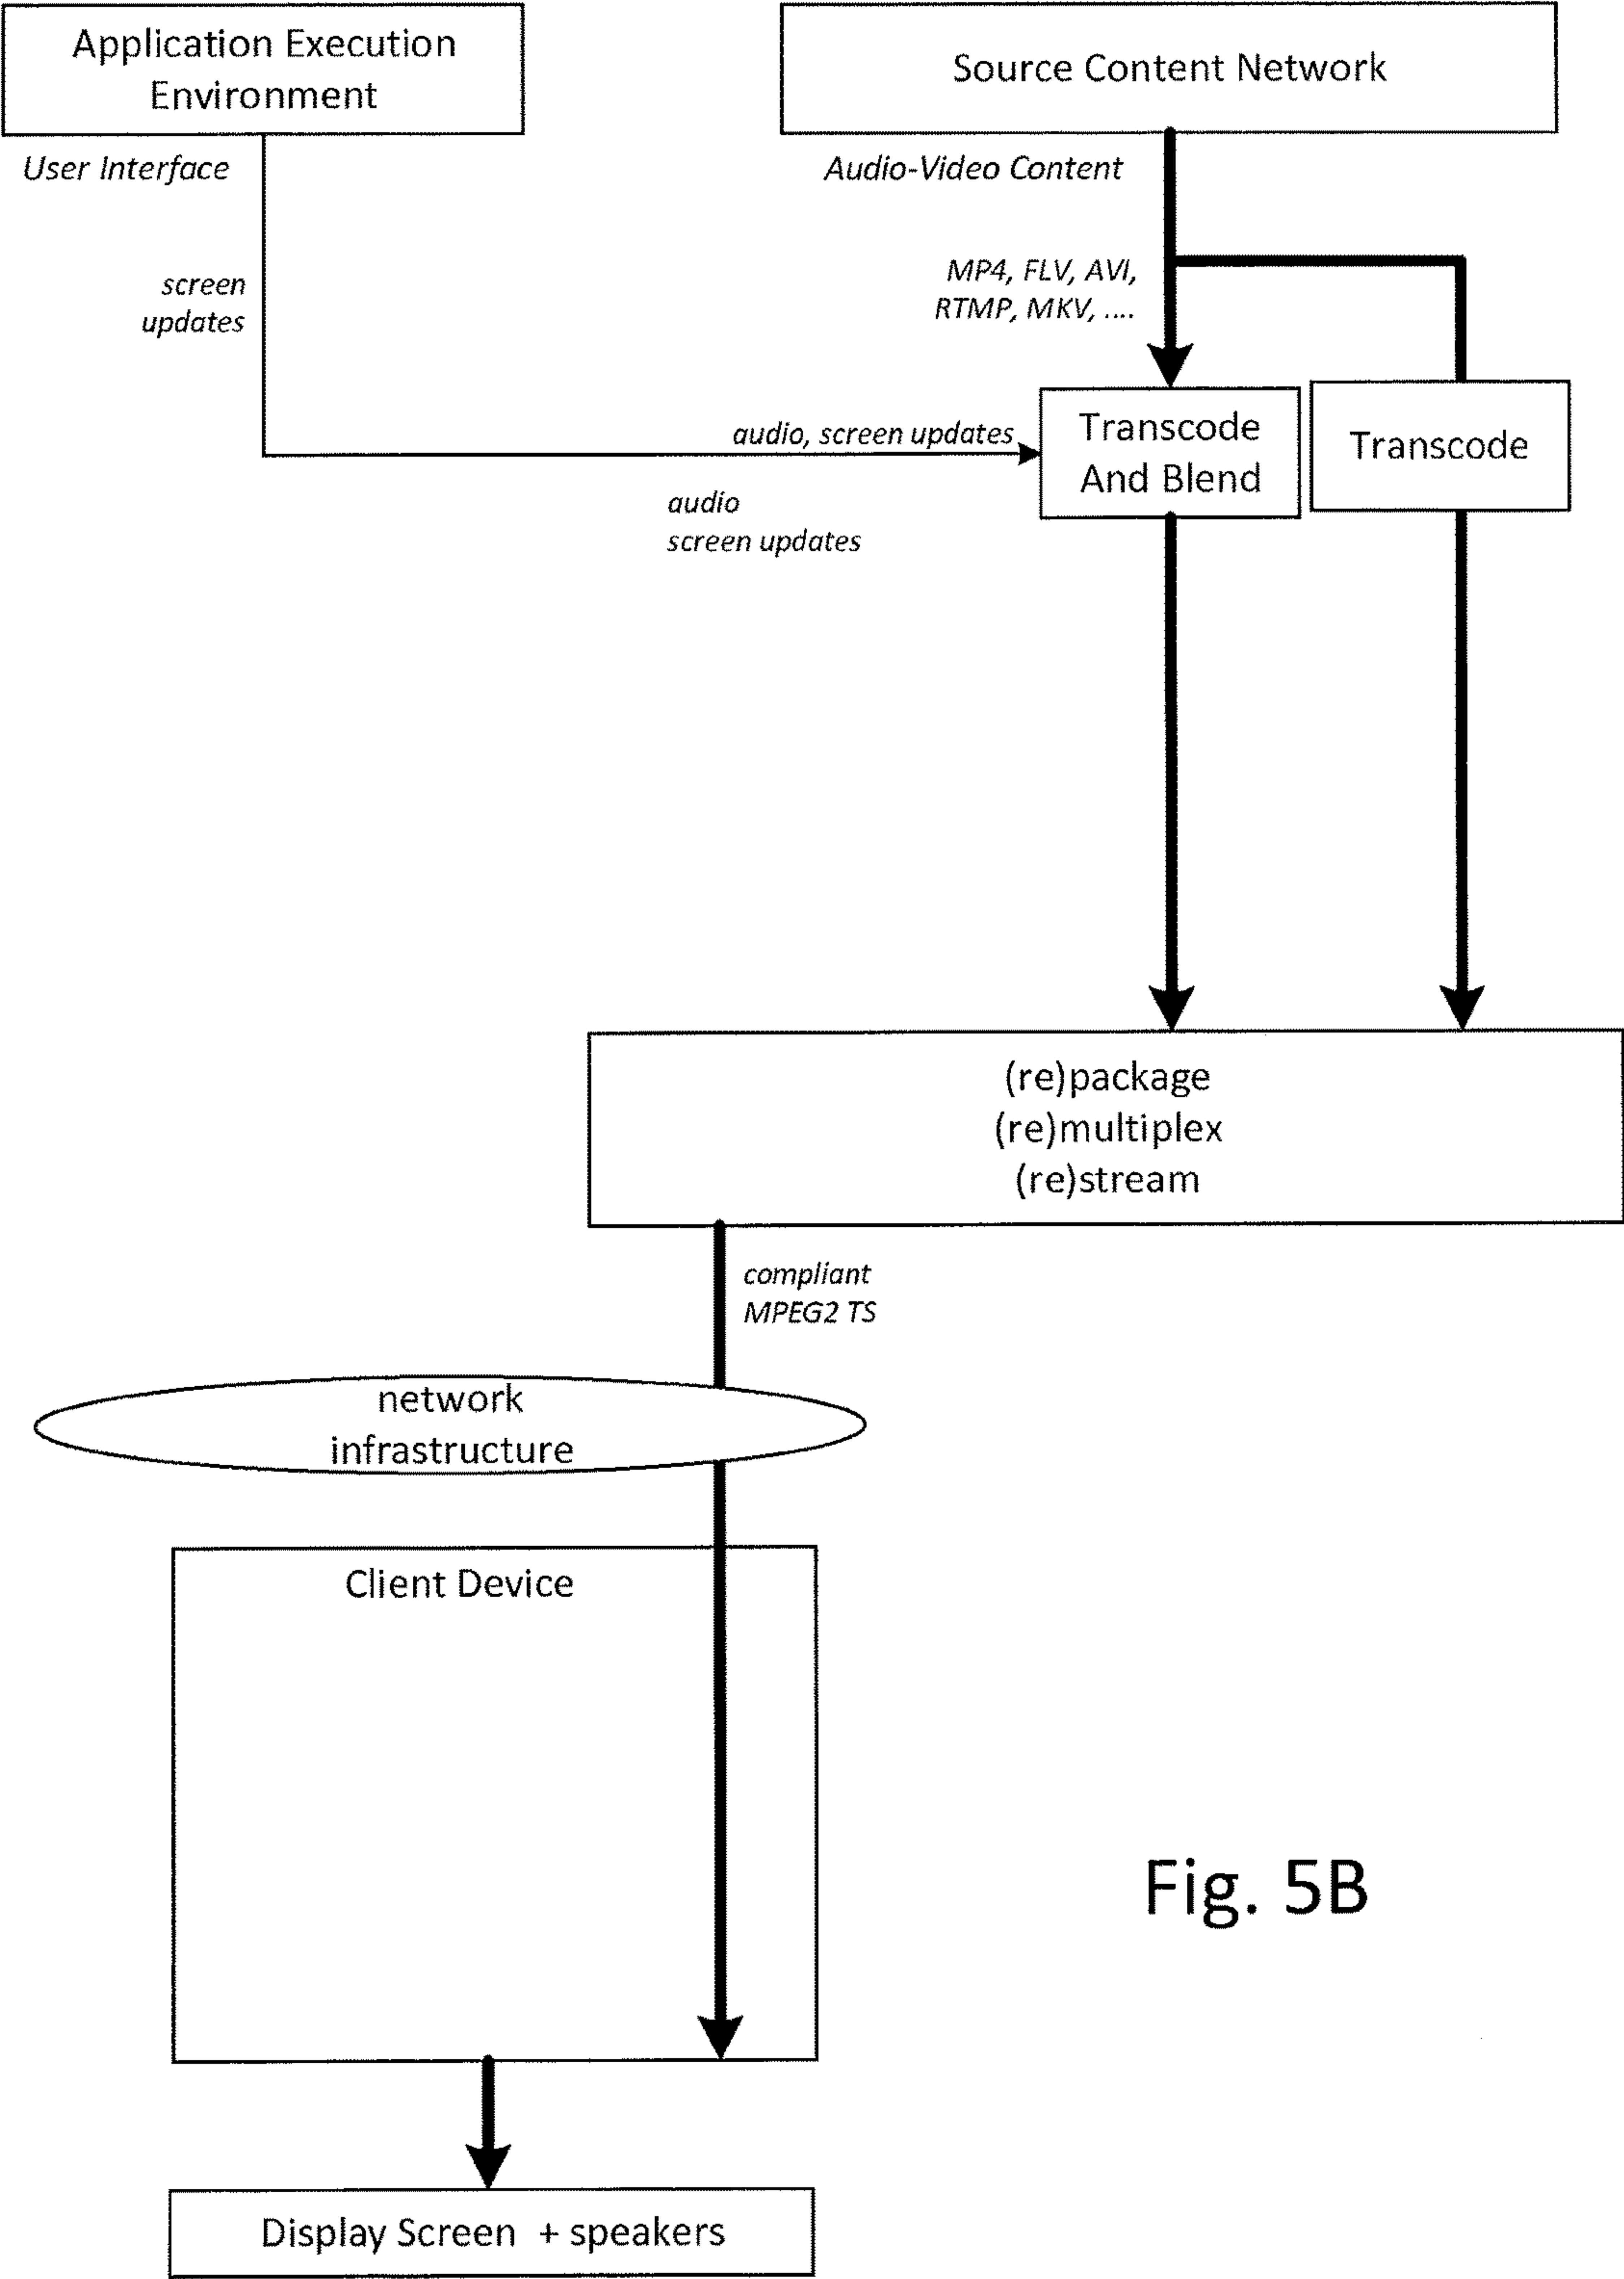 Application Execution
Environment
Source Content Network
User Interface
Audio-Video Content
screen
updates
MP4, FLV, AVI,
RTMP, MKV, ....
audio, screen updates
Transcode
And Blend
Transcode
audio
screen updates
(re)package
(re)multiplex
(re)stream
compliant
MPEG2 TS
network
infrastructure
Client Device
Fig. 5B
Display Screen + speakers